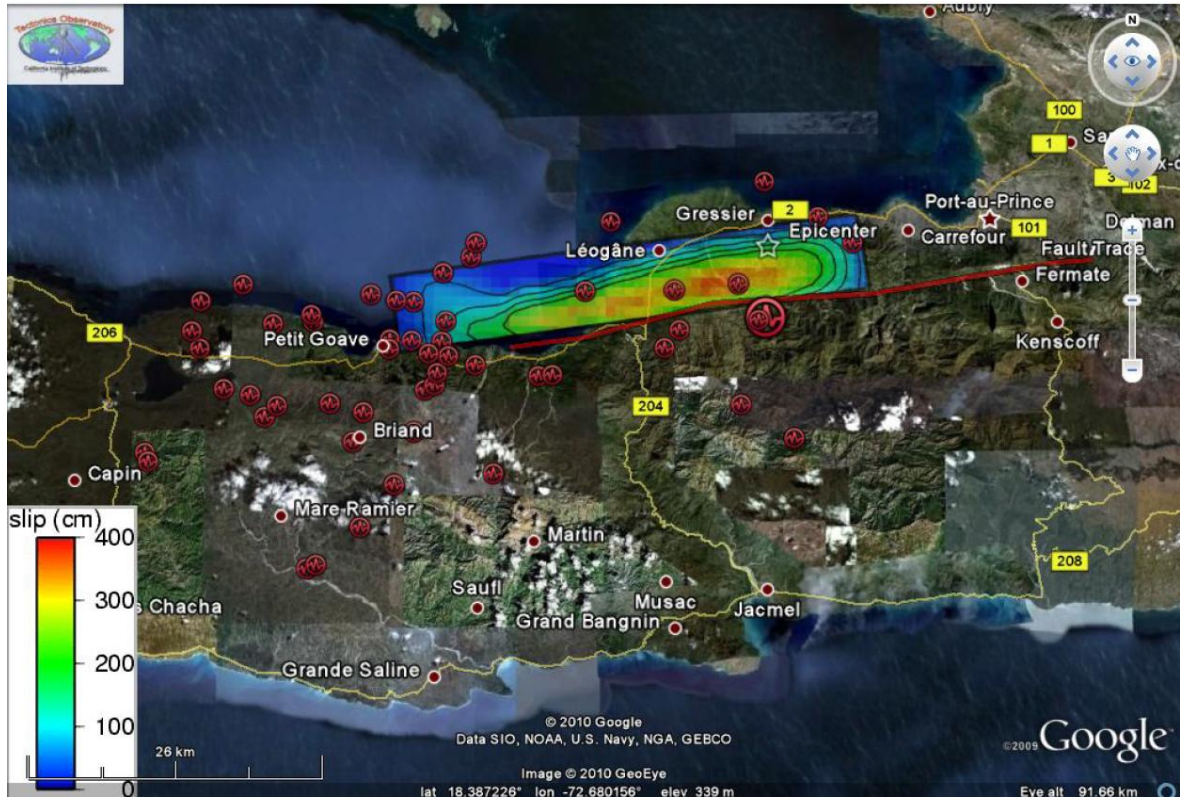 Tectonics Observatory
California Institute of Technology
Aubry
N
100
1
3
102
Port-au-Prince
Gressier
2
Epicenter
Carrefour
101
Léogâne
Fault Trace
Fermate
206
Petit Goave
Kenscoff
204
Briand
Capin
Mare Ramier
slip (cm)
400
300
200
100
0
Martin
208
Saufl
Musac
Jacmel
s Chacha
Grand Bangnin
Grande Saline
26 km
© 2010 Google
Data SIO, NOAA, U.S. Navy, NGA, GEBCO
©2009 Google
Image © 2010 GeoEye
lat 18.387226° lon -72.680156° elev 339 m
Eye alt 91.66 km